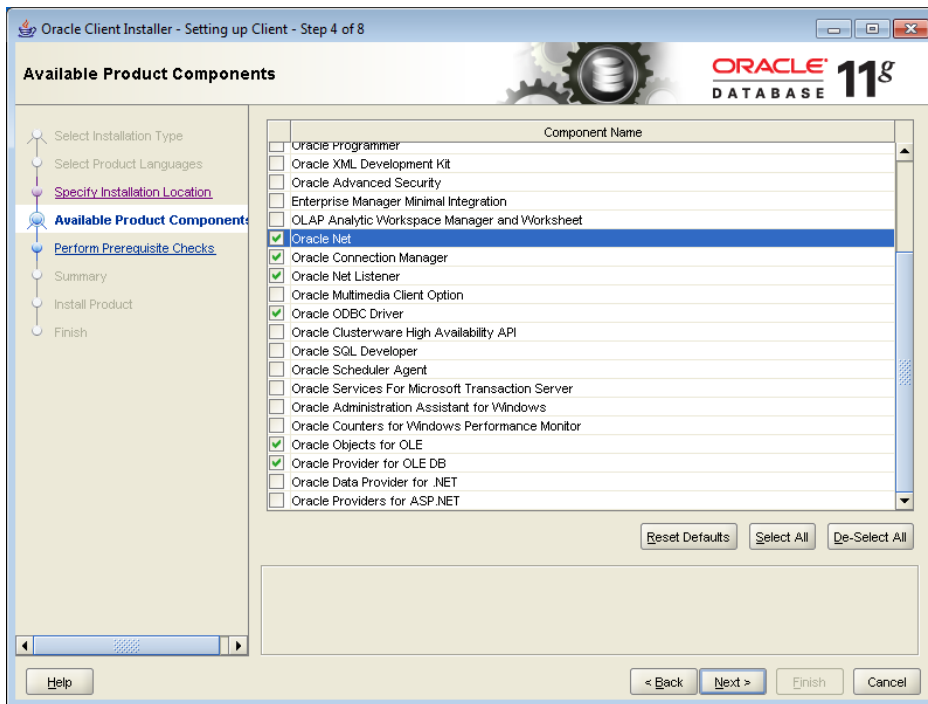 Oracle Client Installer - Setting up Client - Step 4 of 8
Available Product Components
ORACLE
DATABASE
11g
Select Installation Type
Select Product Languages
Specify Installation Location
Available Product Components
Perform Prerequisite Checks
Summary
Install Product
Finish
Component Name
Oracle Programmer
Oracle XML Development Kit
Oracle Advanced Security
Enterprise Manager Minimal Integration
OLAP Analytic Workspace Manager and Worksheet
Oracle Net
Oracle Connection Manager
Oracle Net Listener
Oracle Multimedia Client Option
Oracle ODBC Driver
Oracle Clusterware High Availability API
Oracle SQL Developer
Oracle Scheduler Agent
Oracle Services For Microsoft Transaction Server
Oracle Administration Assistant for Windows
Oracle Counters for Windows Performance Monitor
Oracle Objects for OLE
Oracle Provider for OLE DB
Oracle Data Provider for .NET
Oracle Providers for ASP.NET
Reset Defaults
Select All
De-Select All
Help
< Back
Next >
Finish
Cancel